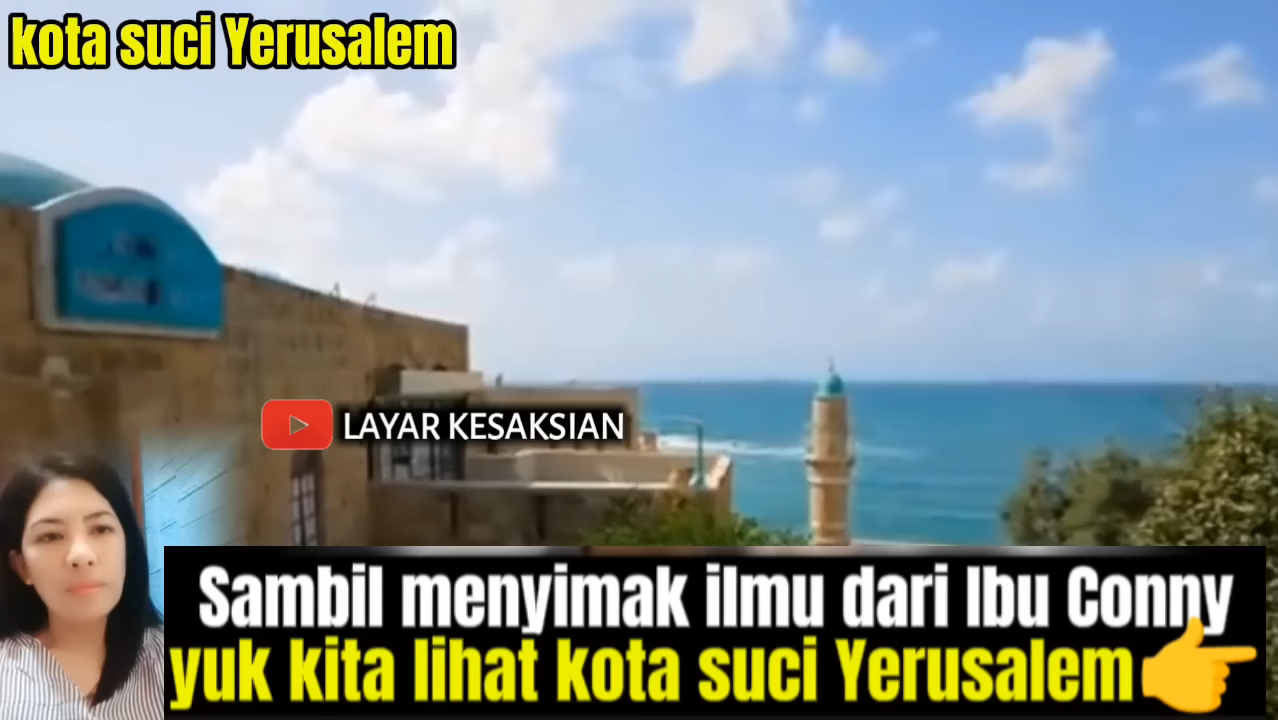 kota suci Yerusalem
LAYAR KESAKSIAN
Sambil menyimak ilmu dari Ibu Conny
yuk kita lihat kota suci Yerusalem